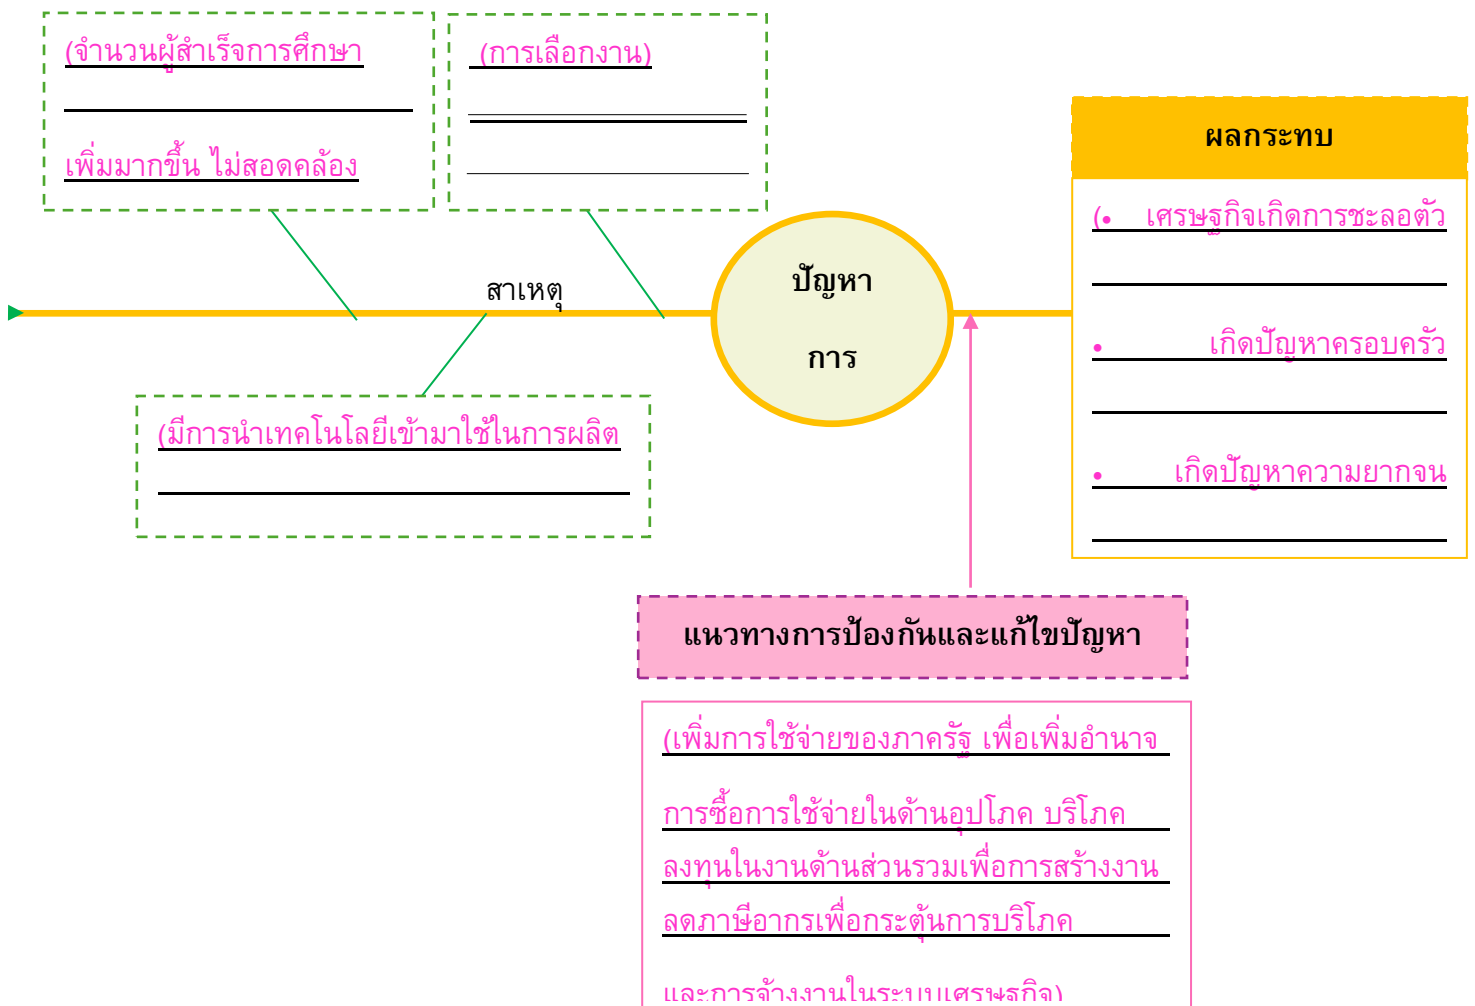 (จำนวนผู้สำเร็จการศึกษา
เพิ่มมากขึ้น ไม่สอดคล้อง
(การเลือกงาน)
สาเหตุ
(มีการนำเทคโนโลยีเข้ามาใช้ในการผลิต
ปัญหา
การ
ผลกระทบ
(• เศรษฐกิจเกิดการชะลอตัว
• เกิดปัญหาครอบครัว
• เกิดปัญหาความยากจน
แนวทางการป้องกันและแก้ไขปัญหา
(เพิ่มการใช้จ่ายของภาครัฐ เพื่อเพิ่มอำนาจ
การซื้อการใช้จ่ายในด้านอุปโภค บริโภค
ลงทุนในงานด้านส่วนรวมเพื่อการสร้างงาน
ลดภาษีอากรเพื่อกระตุ้นการบริโภค
และการจ้างงานในระบบเศรษฐกิจ)